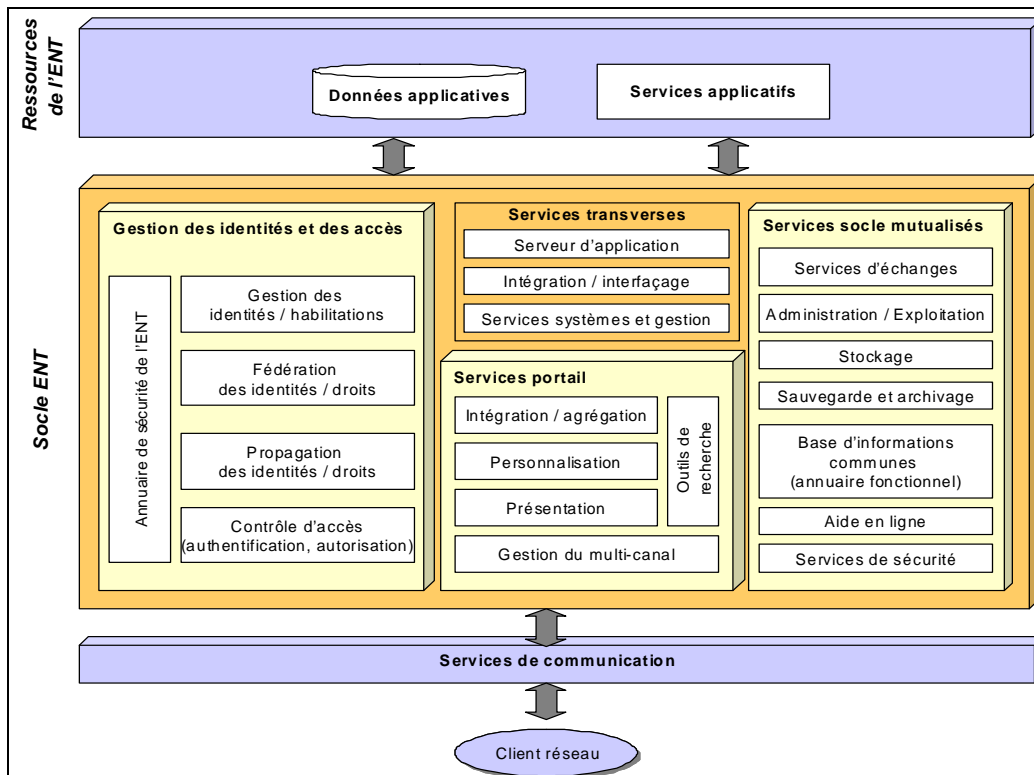 Ressources
de l'ENT
Données applicatives
Services applicatifs
Socle ENT
Gestion des identités et des accès
Annuaire de sécurité de l'ENT
Gestion des
identités / habilitations
Fédération
des identités / droits
Propagation
des identités / droits
Contrôle d'accès
(authentification, autorisation)
Services transverses
Serveur d'application
Intégration / interfaçage
Services systèmes et gestion
Services portail
Intégration / agrégation
Personnalisation
Présentation
Outils de
recherche
Gestion du multi-canal
Services socle mutualisés
Services d'échanges
Administration / Exploitation
Stockage
Sauvegarde et archivage
Base d'informations
communes
(annuaire fonctionnel)
Aide en ligne
Services de sécurité
Services de communication
Client réseau